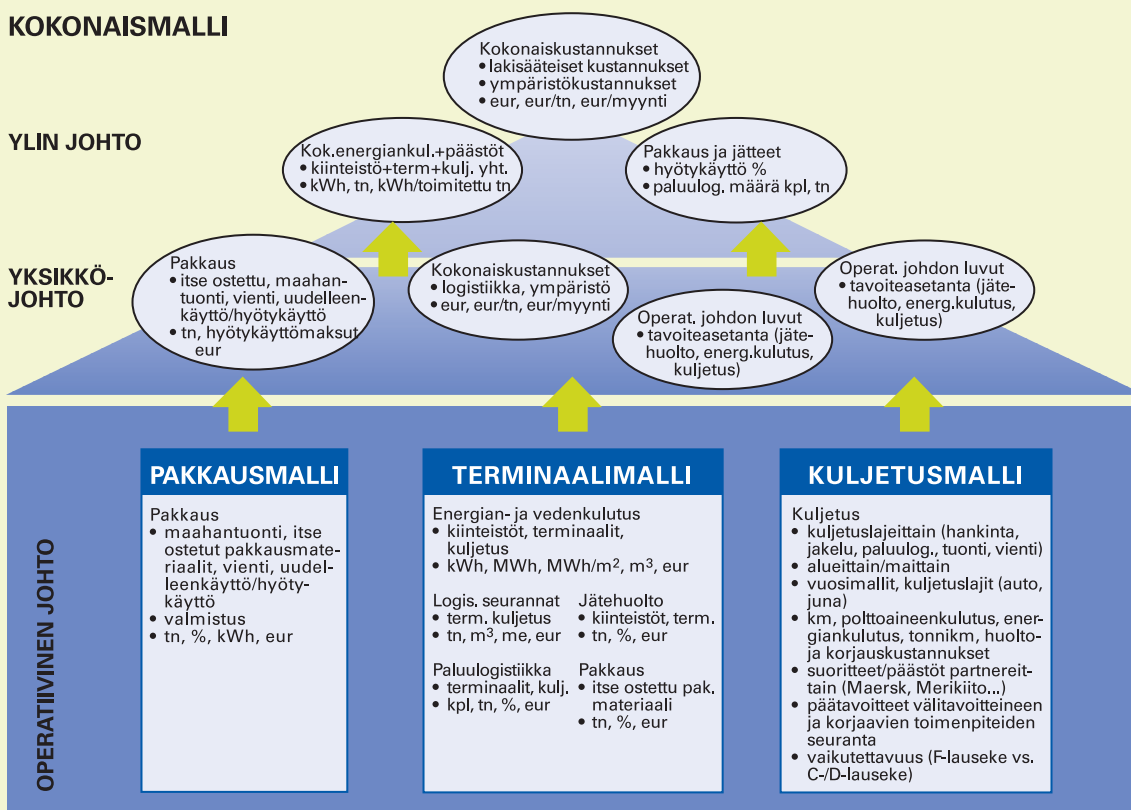 KOKONAISMALLI
Kokonaiskustannukset
• lakisääteiset kustannukset
• ympäristökustannukset
• eur, eur/tn, eur/myynti
YLIN JOHTO
Kok.energiankul.+päästöt
• kiinteistö+term+kulj. yht.
• kWh, tn, kWh/toimitettu tn
Pakkaus ja jätteet
• hyötykäyttö %
• paluulog. määrä kpl, tn
YKSIKKÖ-
JOHTO
Pakkaus
• itse ostettu, maahan-
tuonti, vienti, uudelleen-
käyttö/hyötykäyttö
• tn, hyötykäyttömaksut
eur
Kokonaiskustannukset
• logistiikka, ympäristö
• eur, eur/tn, eur/myynti
Operat. johdon luvut
• tavoiteasetanta (jäte-
huolto, energ.kulutus,
kuljetus)
Operat. johdon luvut
• tavoiteasetanta (jäte-
huolto, energ.kulutus,
kuljetus)
OPERATIIVINEN JOHTO
PAKKAUSMALLI
Pakkaus
• maahantuonti, itse
ostetut pakkausmate-
riaalit, vienti, uudel-
leenkäyttö/hyöty-
käyttö
• valmistus
• tn, %, kWh, eur
TERMINAALIMALLI
Energian- ja vedenkulutus
• kiinteistöt, terminaalit,
kuljetus
• kWh, MWh, MWh/m², m³, eur
Logis. seurannat
• term. kuljetus
• tn, m³, me, eur
Jätehuolto
• kiinteistöt, term.
• tn, %, eur
Paluulogistiikka
• terminaalit, kulj.
• kpl, tn, %, eur
Pakkaus
• itse ostettu pak.
materiaali
• tn, %, eur
KULJETUSMALLI
Kuljetus
• kuljetuslajeittain (hankinta,
jakelu, paluulog., tuonti, vienti)
• alueittain/maittain
• vuosimallit, kuljetuslajit (auto,
juna)
• km, polttoaineenkulutus, ener-
giankulutus, tonnikm, huolto-
ja korjauskustannukset
• suoritteet/päästöt partnereit-
tain (Maersk, Merikiito...)
• päätavoitteet välitavoitteineen
ja korjaavien toimenpiteiden
seuranta
• vaikutettavuus (F-lauseke vs.
C-/D-lauseke)